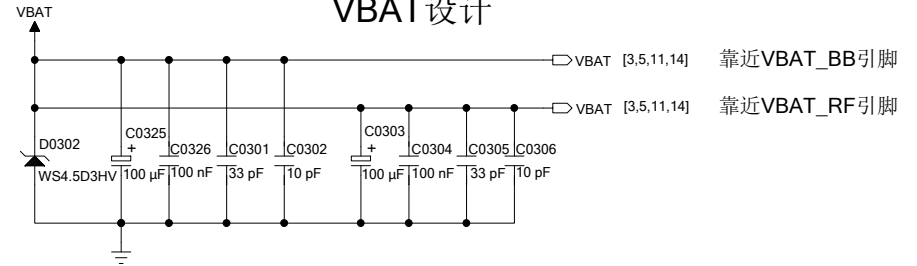 VBAT设计
VBAT
VBAT [3,5,11,14] 靠近VBAT_BB引脚
VBAT [3,5,11,14] 靠近VBAT_RF引脚
D0302
WS4.5D3HV
C0325
+
100 µF
C0326
100 nF
C0301
33 pF
C0302
10 pF
C0303
+
100 µF
C0304
100 nF
C0305
33 pF
C0306
10 pF